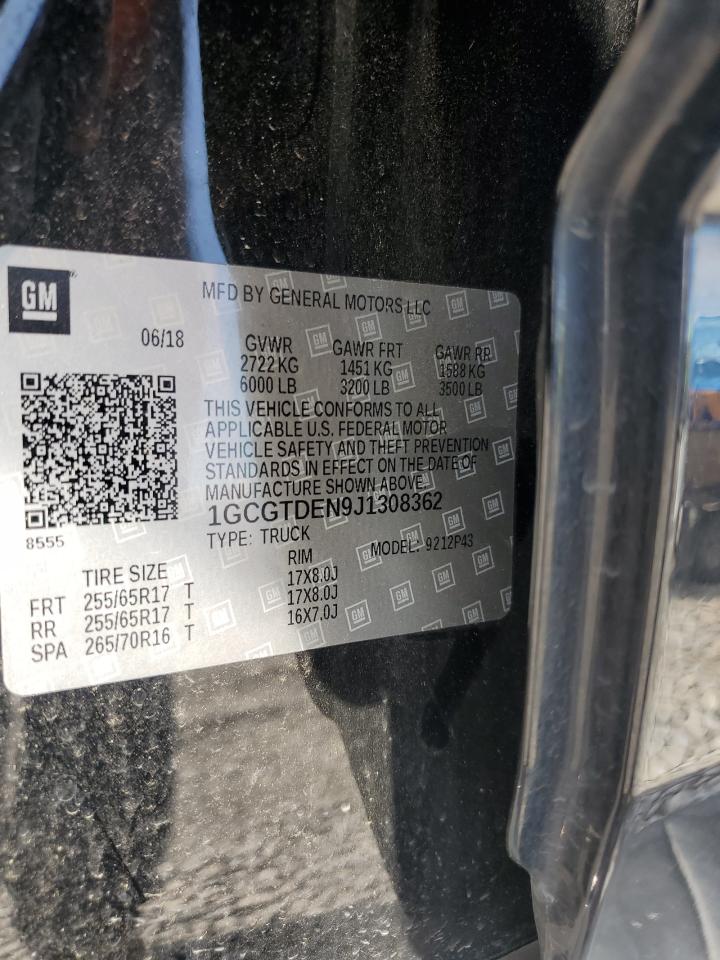 GM
MFD BY GENERAL MOTORS LLC
06/18
GVWR GAWR FRT GAWR RR
2722 KG 1451 KG 1588 KG
6000 LB 3200 LB 3500 LB
THIS VEHICLE CONFORMS TO ALL
APPLICABLE U.S. FEDERAL MOTOR
VEHICLE SAFETY AND THEFT PREVENTION
STANDARDS IN EFFECT ON THE DATE OF
MANUFACTURE SHOWN ABOVE.
1GCGTDEN9J1308362
8555
TYPE: TRUCK MODEL: 9212P43
TIRE SIZE RIM
FRT 255/65R17 T 17X8.0J
RR 255/65R17 T 17X8.0J
SPA 265/70R16 T 16X7.0J